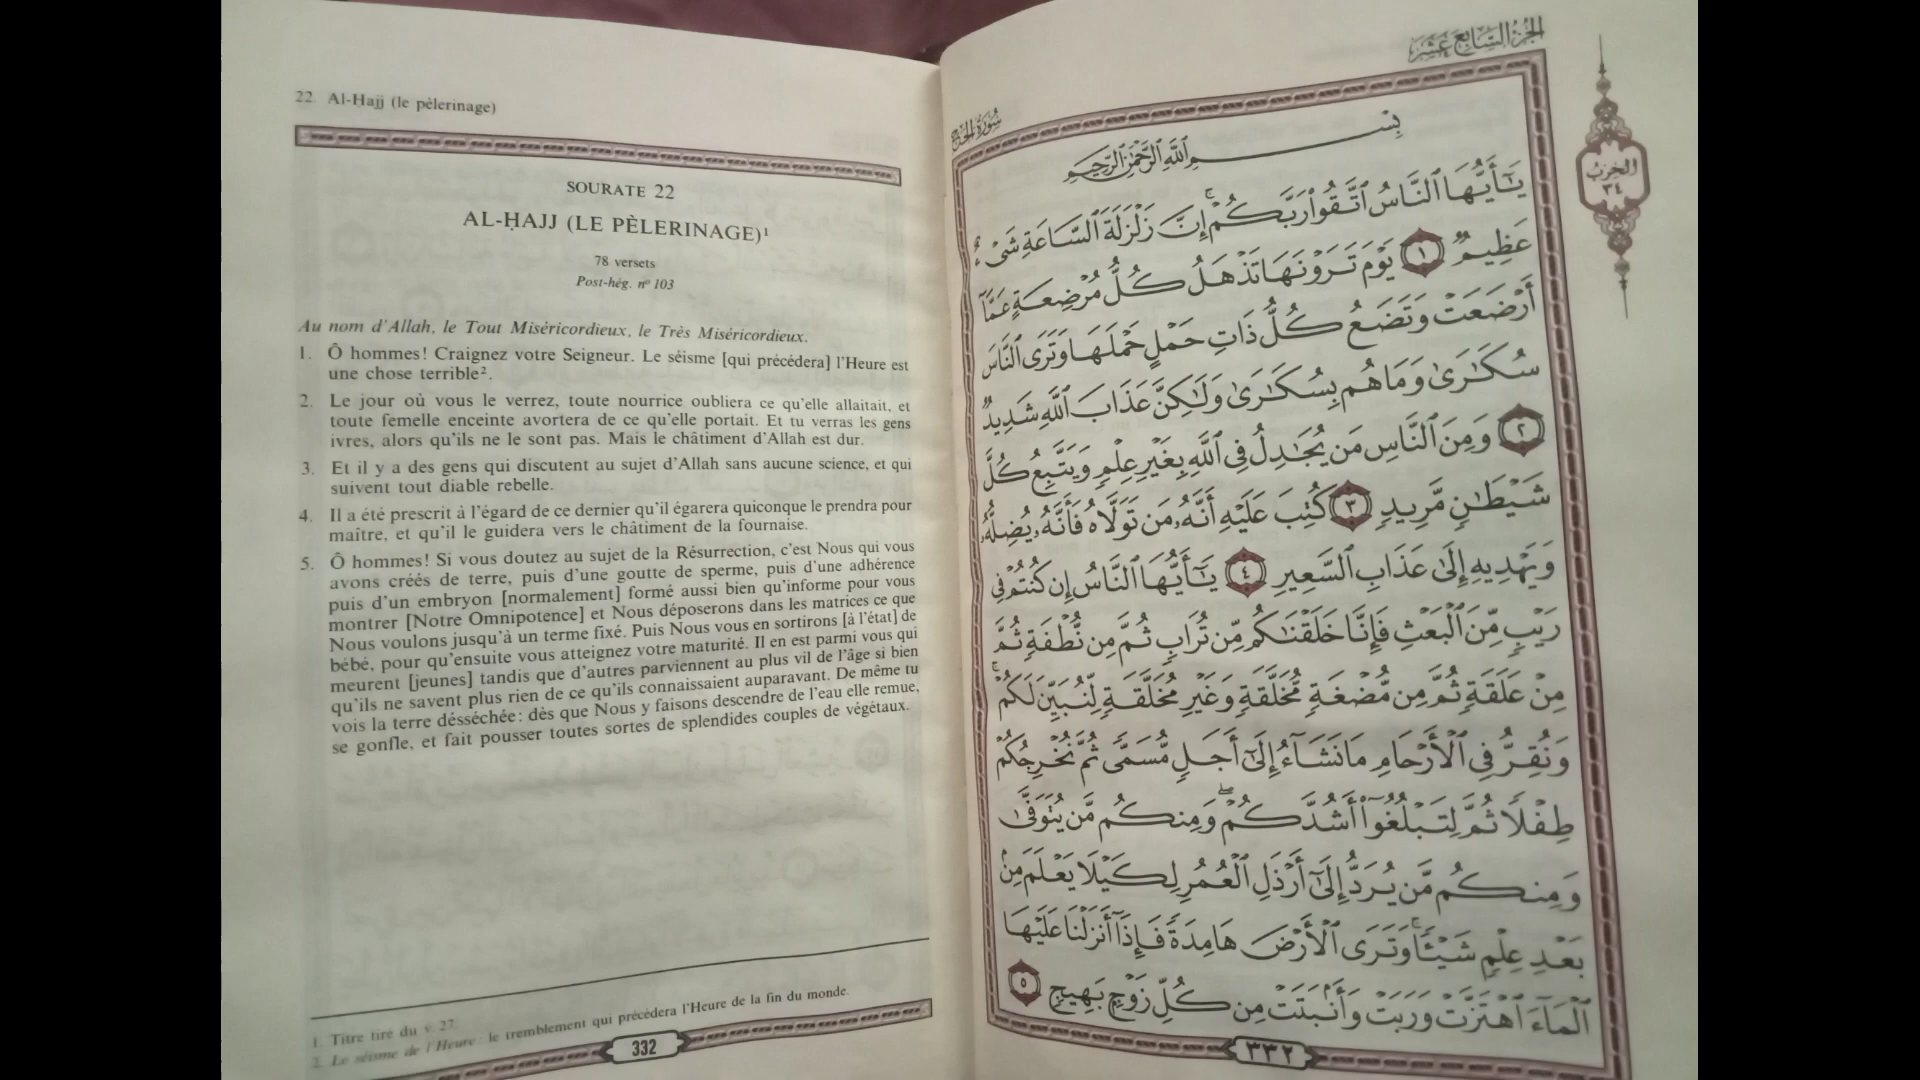 22 Al-Ḥajj (le pèlerinage)
SOURATE 22
AL-ḤAJJ (LE PÈLERINAGE)¹
78 versets
Post-hég. nº 103
Au nom d'Allah, le Tout Miséricordieux, le Très Miséricordieux.
1. Ô hommes! Craignez votre Seigneur. Le séisme [qui précédera] l'Heure est
une chose terrible².
2. Le jour où vous le verrez, toute nourrice oubliera ce qu'elle allaitait, et
toute femelle enceinte avortera de ce qu'elle portait. Et tu verras les gens
ivres, alors qu'ils ne le sont pas. Mais le châtiment d'Allah est dur.
3. Et il y a des gens qui discutent au sujet d'Allah sans aucune science, et qui
suivent tout diable rebelle.
4. Il a été prescrit à l'égard de ce dernier qu'il égarera quiconque le prendra pour
maître, et qu'il le guidera vers le châtiment de la fournaise.
5. Ô hommes! Si vous doutez au sujet de la Résurrection, c'est Nous qui vous
avons créés de terre, puis d'une goutte de sperme, puis d'une adhérence
puis d'un embryon [normalement] formé aussi bien qu'informe pour vous
montrer [Notre Omnipotence] et Nous déposerons dans les matrices ce que
Nous voulons jusqu'à un terme fixé. Puis Nous vous en sortirons [à l'état] de
bébé, pour qu'ensuite vous atteignez votre maturité. Il en est parmi vous qui
meurent [jeunes] tandis que d'autres parviennent au plus vil de l'âge si bien
qu'ils ne savent plus rien de ce qu'ils connaissaient auparavant. De même tu
vois la terre désséchée: dès que Nous y faisons descendre de l'eau elle remue,
se gonfle, et fait pousser toutes sortes de splendides couples de végétaux.
1. Titre tiré du v. 27.
2. Le séisme de l'Heure: le tremblement qui précédera l'Heure de la fin du monde.
332
الجُزْءُ السَّابِعَ عَشَرَ
سُورَةُ الحَجِّ
بِسْمِ ٱللَّهِ ٱلرَّحْمَٰنِ ٱلرَّحِيمِ
يَٰٓأَيُّهَا ٱلنَّاسُ ٱتَّقُوا۟ رَبَّكُمْ ۚ إِنَّ زَلْزَلَةَ ٱلسَّاعَةِ شَىْءٌ
عَظِيمٌ ١ يَوْمَ تَرَوْنَهَا تَذْهَلُ كُلُّ مُرْضِعَةٍ عَمَّآ
أَرْضَعَتْ وَتَضَعُ كُلُّ ذَاتِ حَمْلٍ حَمْلَهَا وَتَرَى ٱلنَّاسَ
سُكَٰرَىٰ وَمَا هُم بِسُكَٰرَىٰ وَلَٰكِنَّ عَذَابَ ٱللَّهِ شَدِيدٌ
٢ وَمِنَ ٱلنَّاسِ مَن يُجَٰدِلُ فِى ٱللَّهِ بِغَيْرِ عِلْمٍ وَيَتَّبِعُ كُلَّ
شَيْطَٰنٍ مَّرِيدٍ ٣ كُتِبَ عَلَيْهِ أَنَّهُۥ مَن تَوَلَّاهُ فَأَنَّهُۥ يُضِلُّهُۥ
وَيَهْدِيهِ إِلَىٰ عَذَابِ ٱلسَّعِيرِ ٤ يَٰٓأَيُّهَا ٱلنَّاسُ إِن كُنتُمْ فِى
رَيْبٍ مِّنَ ٱلْبَعْثِ فَإِنَّا خَلَقْنَٰكُم مِّن تُرَابٍ ثُمَّ مِن نُّطْفَةٍ ثُمَّ
مِنْ عَلَقَةٍ ثُمَّ مِن مُّضْغَةٍ مُّخَلَّقَةٍ وَغَيْرِ مُخَلَّقَةٍ لِّنُبَيِّنَ لَكُمْ ۚ
وَنُقِرُّ فِى ٱلْأَرْحَامِ مَا نَشَآءُ إِلَىٰٓ أَجَلٍ مُّسَمًّى ثُمَّ نُخْرِجُكُمْ
طِفْلًا ثُمَّ لِتَبْلُغُوٓا۟ أَشُدَّكُمْ ۖ وَمِنكُم مَّن يُتَوَفَّىٰ
وَمِنكُم مَّن يُرَدُّ إِلَىٰٓ أَرْذَلِ ٱلْعُمُرِ لِكَيْلَا يَعْلَمَ مِنۢ
بَعْدِ عِلْمٍ شَيْـًٔا ۚ وَتَرَى ٱلْأَرْضَ هَامِدَةً فَإِذَآ أَنزَلْنَا عَلَيْهَا
ٱلْمَآءَ ٱهْتَزَّتْ وَرَبَتْ وَأَنۢبَتَتْ مِن كُلِّ زَوْجٍۭ بَهِيجٍ ٥
الحِزْبُ
٣٤
٣٣٢